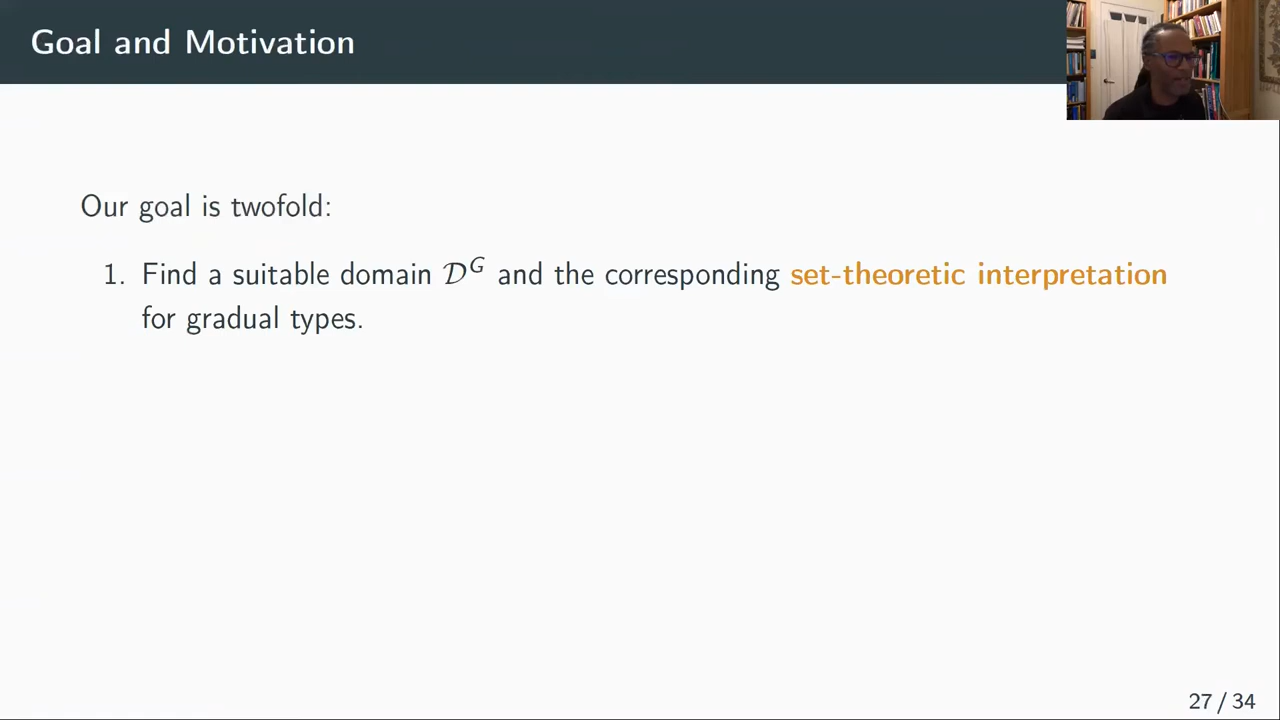 Goal and Motivation
Our goal is twofold:
1. Find a suitable domain 𝒟^G and the corresponding set-theoretic interpretation
for gradual types.
27 / 34